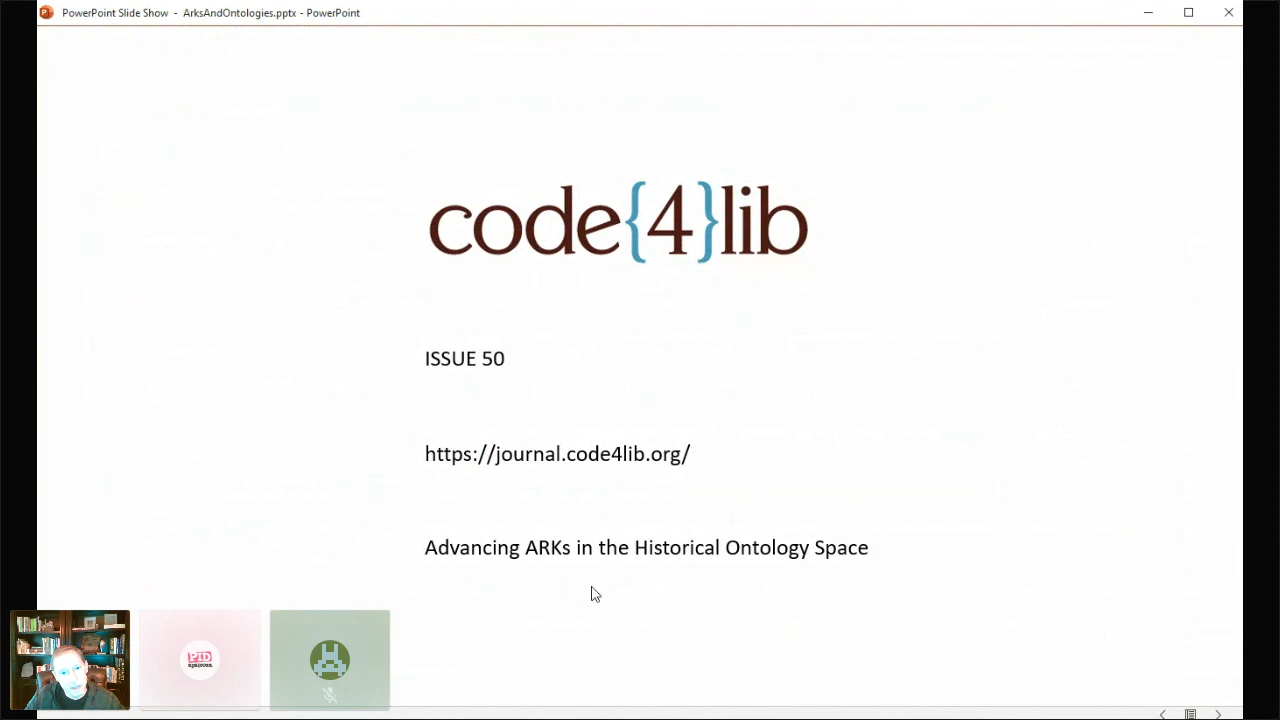 PowerPoint Slide Show - ArksAndOntologies.pptx - PowerPoint
code{4}lib
ISSUE 50
https://journal.code4lib.org/
Advancing ARKs in the Historical Ontology Space
PID